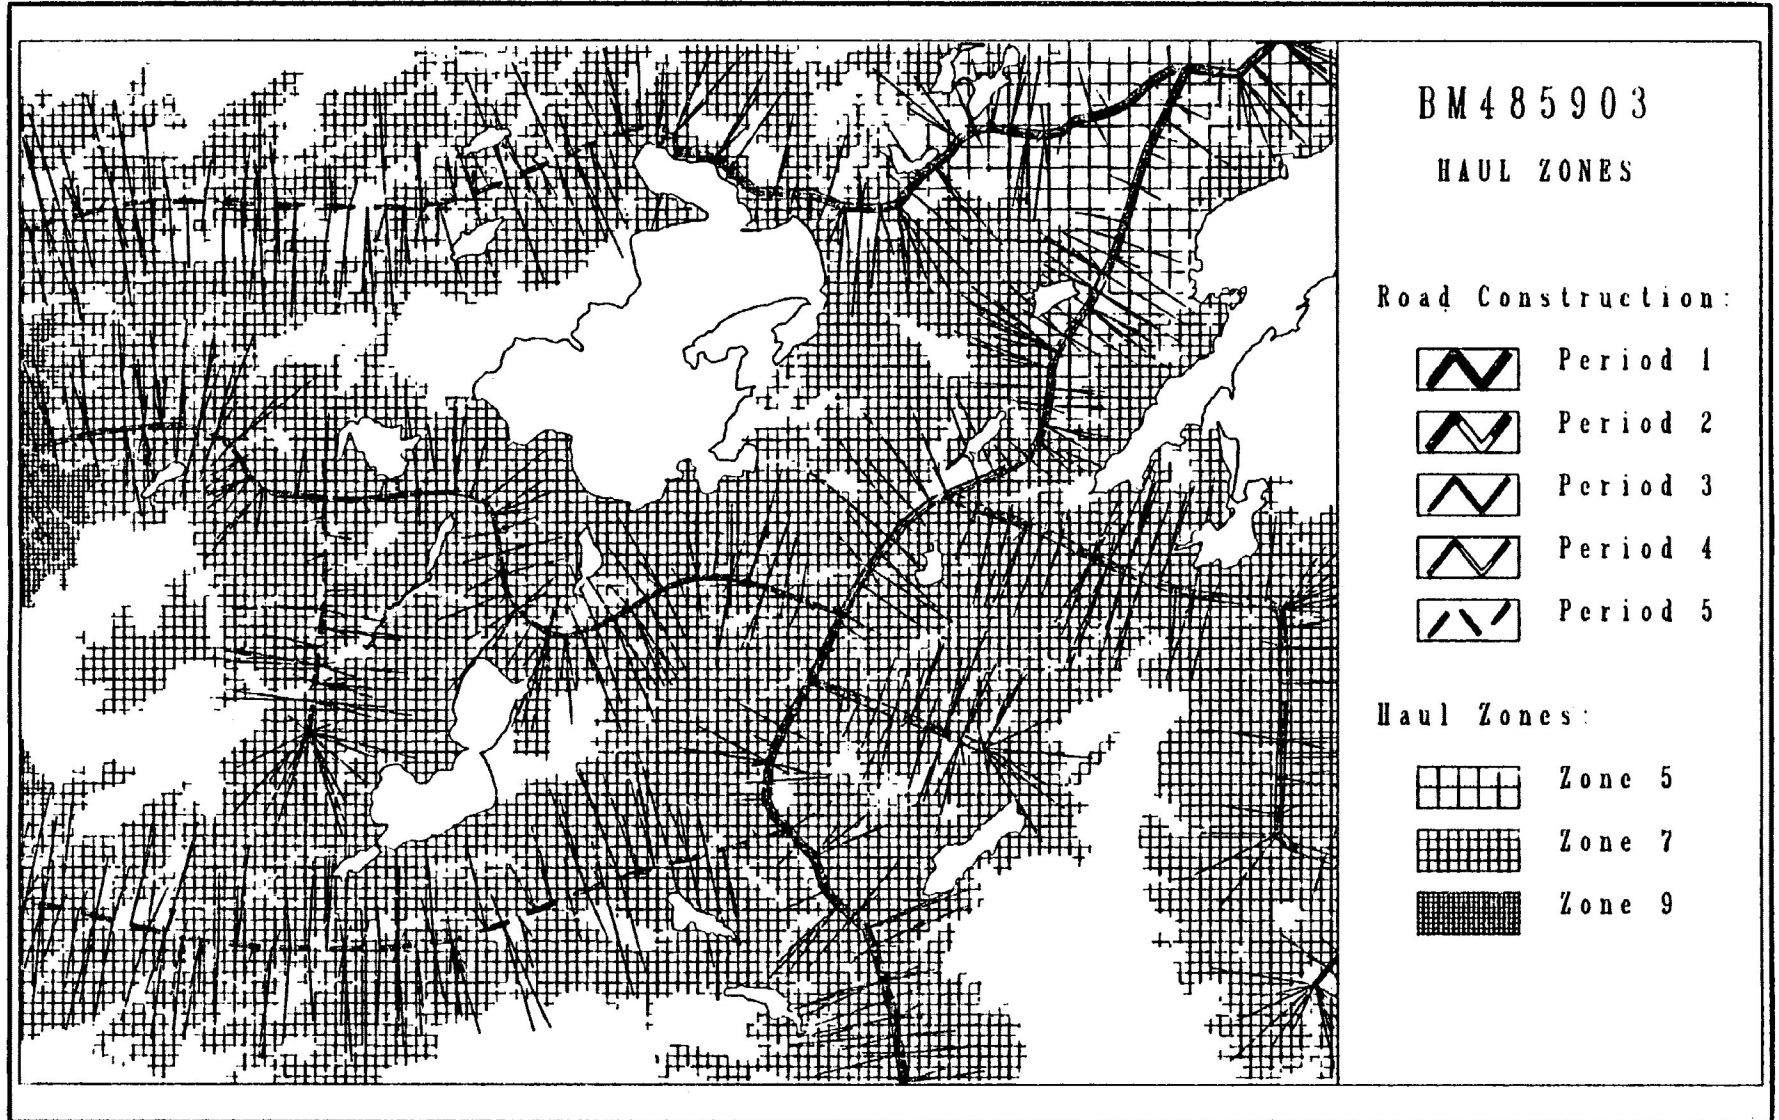 BM485903
HAUL ZONES
Road Construction:
Period 1
Period 2
Period 3
Period 4
Period 5
Haul Zones:
Zone 5
Zone 7
Zone 9